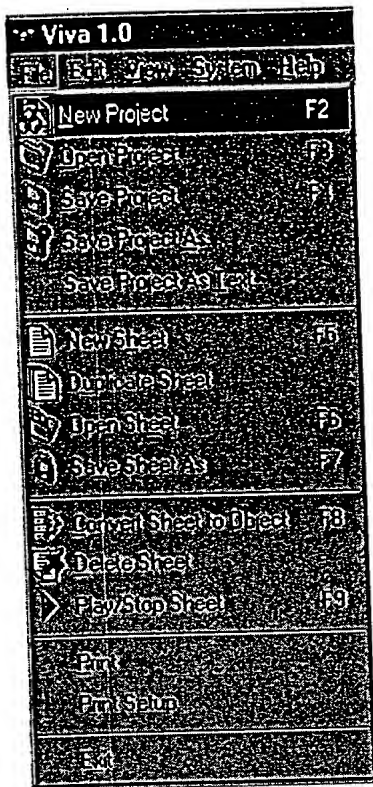 Viva 1.0
File Edit View System Help
New Project F2
Open Project F3
Save Project F4
Save Project As
Save Project As Text
New Sheet F5
Duplicate Sheet
Open Sheet F6
Save Sheet As F7
Convert Sheet to Object F8
Delete Sheet
Play/Stop Sheet F9
Print
Print Setup
Exit